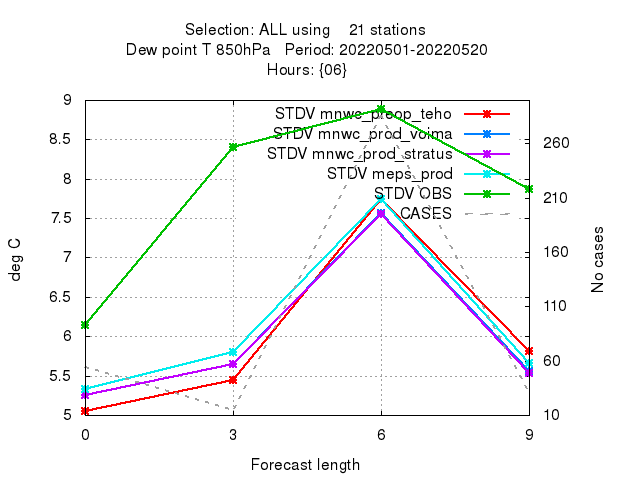 Selection: ALL using 21 stations
Dew point T 850hPa Period: 20220501-20220520
Hours: {06}
STDV mnwc_preop_teho
STDV mnwc_prod_voima
STDV mnwc_prod_stratus
STDV meps_prod
STDV OBS
CASES
9
8.5
8
7.5
7
6.5
6
5.5
5
deg C
260
210
160
110
60
10
No cases
0 3 6 9
Forecast length